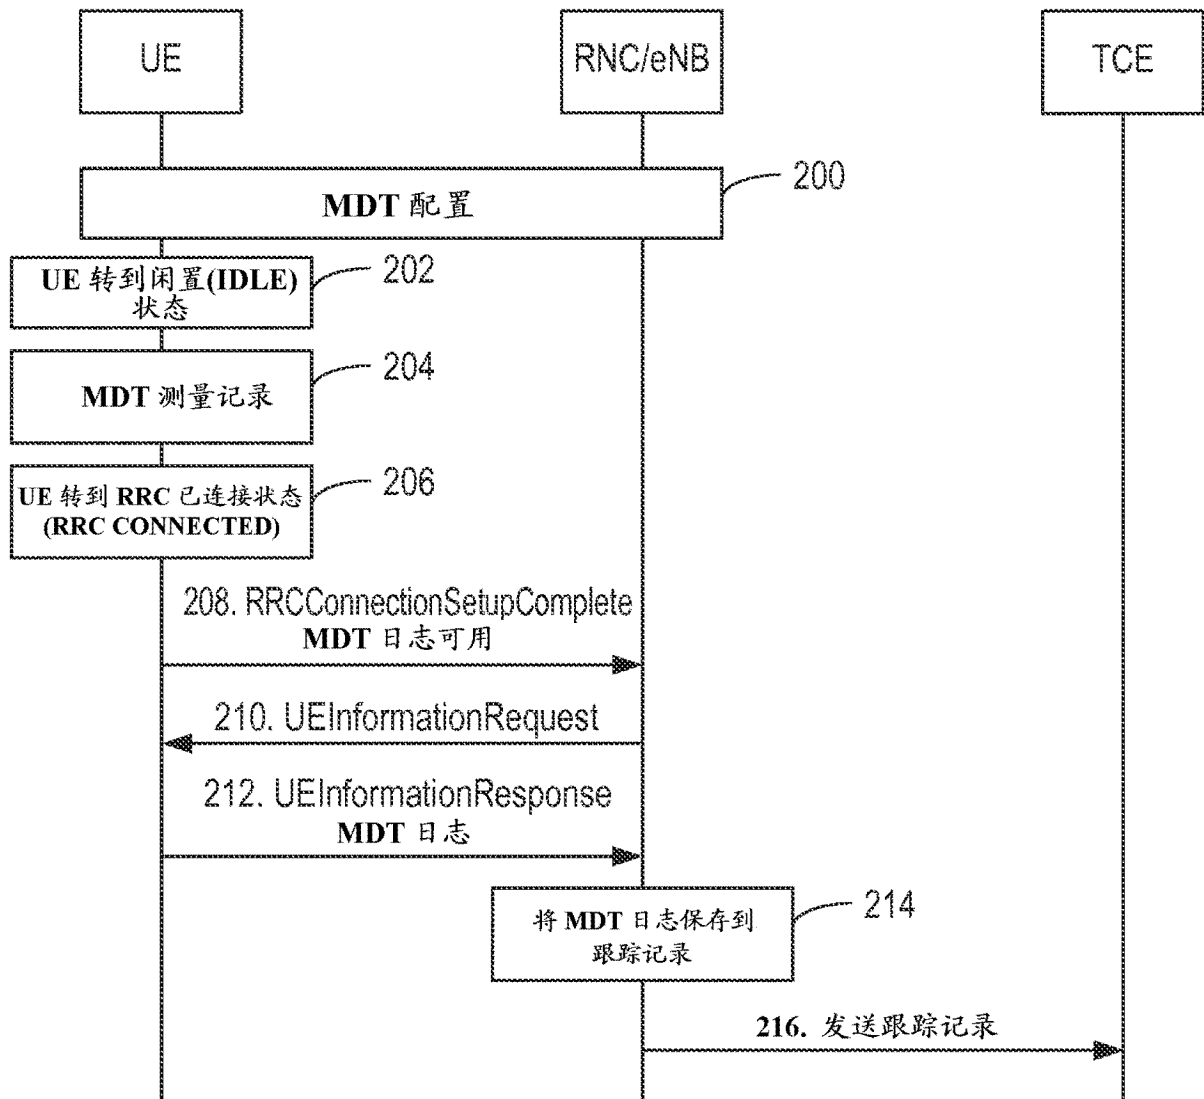 UE
RNC/eNB
TCE
MDT 配置
200
UE 转到闲置(IDLE)
状态
202
MDT 测量记录
204
UE 转到 RRC 已连接状态
(RRC CONNECTED)
206
208. RRCConnectionSetupComplete
MDT 日志可用
210. UEInformationRequest
212. UEInformationResponse
MDT 日志
将 MDT 日志保存到
跟踪记录
214
216. 发送跟踪记录